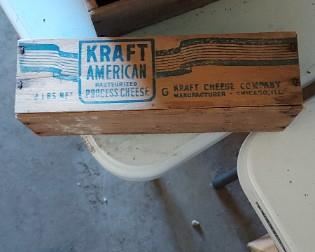 KRAFT
AMERICAN
PASTEURIZED
PROCESS CHEESE
2 LBS NET
G KRAFT CHEESE COMPANY
MANUFACTURER - CHICAGO, ILL.